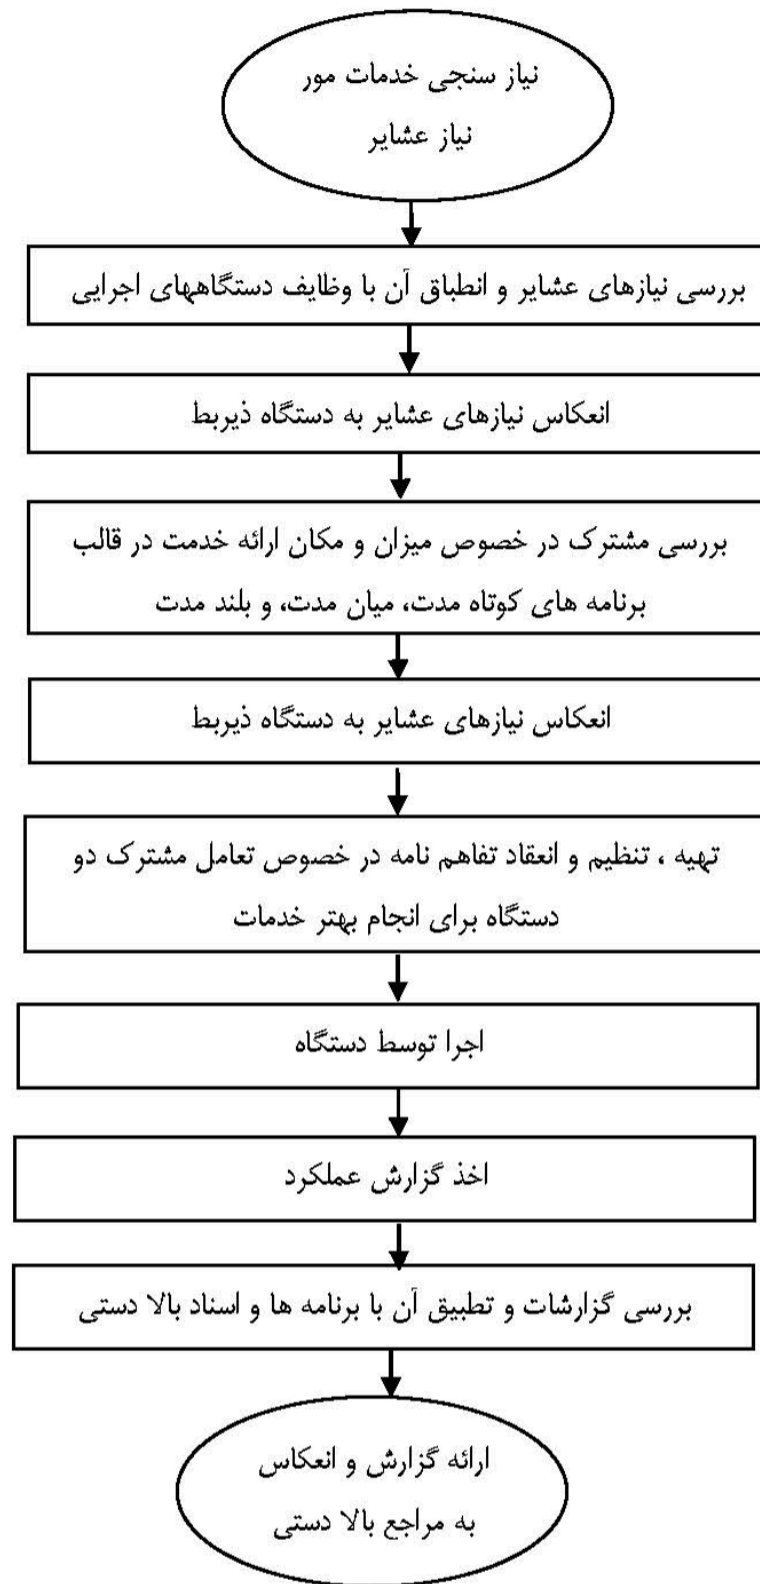 نیاز سنجی خدمات مور
نیاز عشایر
بررسی نیازهای عشایر و انطباق آن با وظایف دستگاههای اجرایی
انعکاس نیازهای عشایر به دستگاه ذیربط
بررسی مشترک در خصوص میزان و مکان ارائه خدمت در قالب
برنامه های کوتاه مدت، میان مدت، و بلند مدت
انعکاس نیازهای عشایر به دستگاه ذیربط
تهیه ، تنظیم و انعقاد تفاهم نامه در خصوص تعامل مشترک دو
دستگاه برای انجام بهتر خدمات
اجرا توسط دستگاه
اخذ گزارش عملکرد
بررسی گزارشات و تطبیق آن با برنامه ها و اسناد بالا دستی
ارائه گزارش و انعکاس
به مراجع بالا دستی